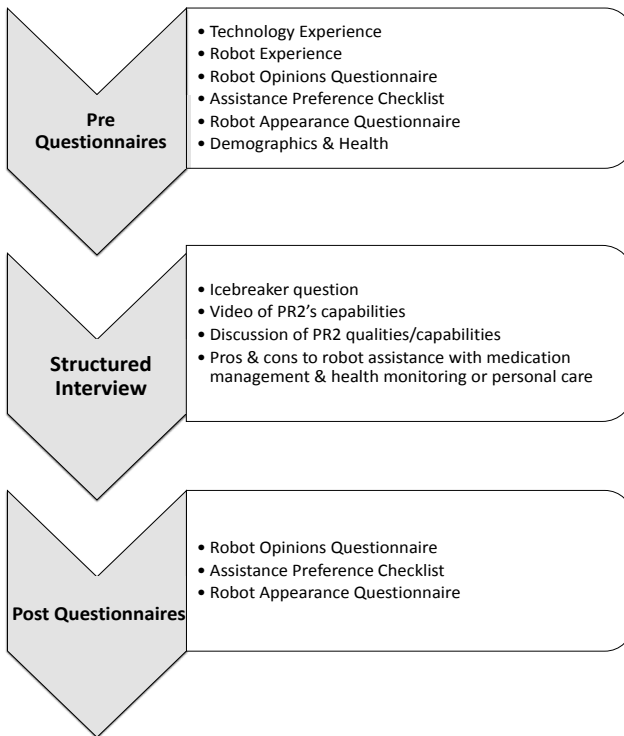 Pre
Questionnaires
• Technology Experience
• Robot Experience
• Robot Opinions Questionnaire
• Assistance Preference Checklist
• Robot Appearance Questionnaire
• Demographics & Health
Structured
Interview
• Icebreaker question
• Video of PR2's capabilities
• Discussion of PR2 qualities/capabilities
• Pros & cons to robot assistance with medication
management & health monitoring or personal care
Post Questionnaires
• Robot Opinions Questionnaire
• Assistance Preference Checklist
• Robot Appearance Questionnaire